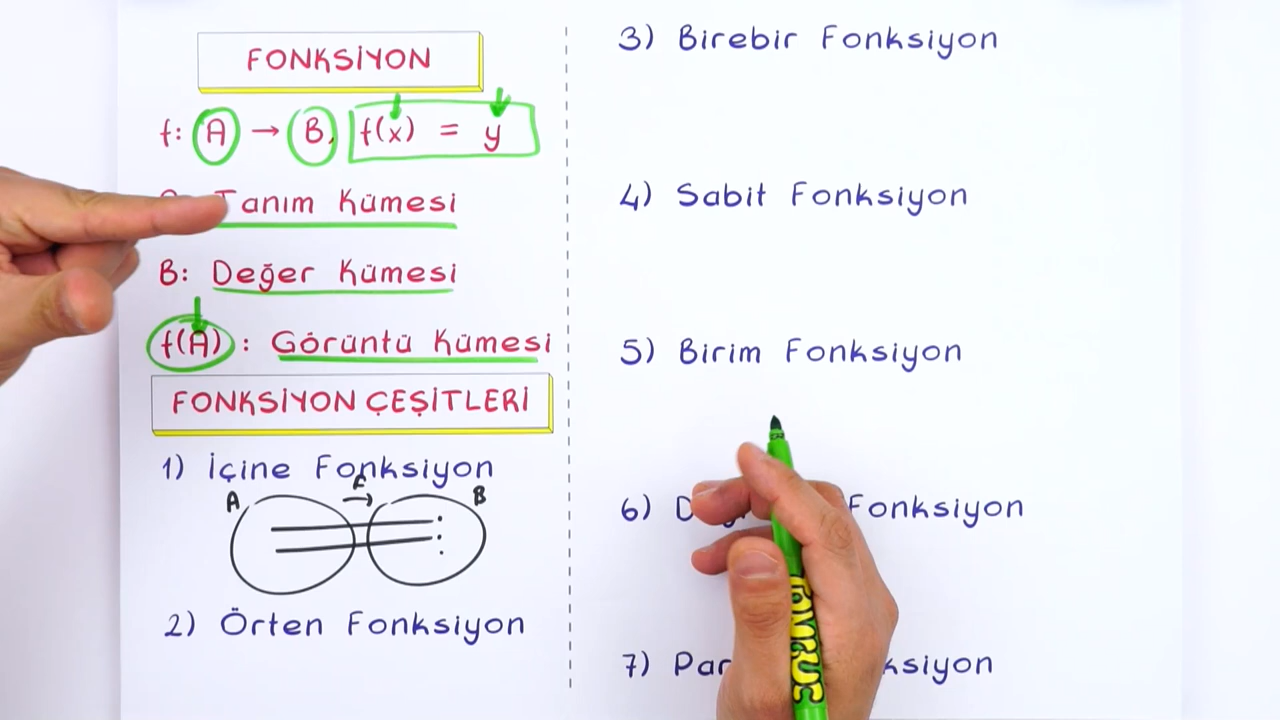 FONKSİYON
f: A → B, f(x) = y
Tanım Kümesi
B: Değer Kümesi
f(A) : Görüntü Kümesi
FONKSİYON ÇEŞİTLERİ
1) İçine Fonksiyon
A f → B
2) Örten Fonksiyon
3) Birebir Fonksiyon
4) Sabit Fonksiyon
5) Birim Fonksiyon
6) Fonksiyon
7)